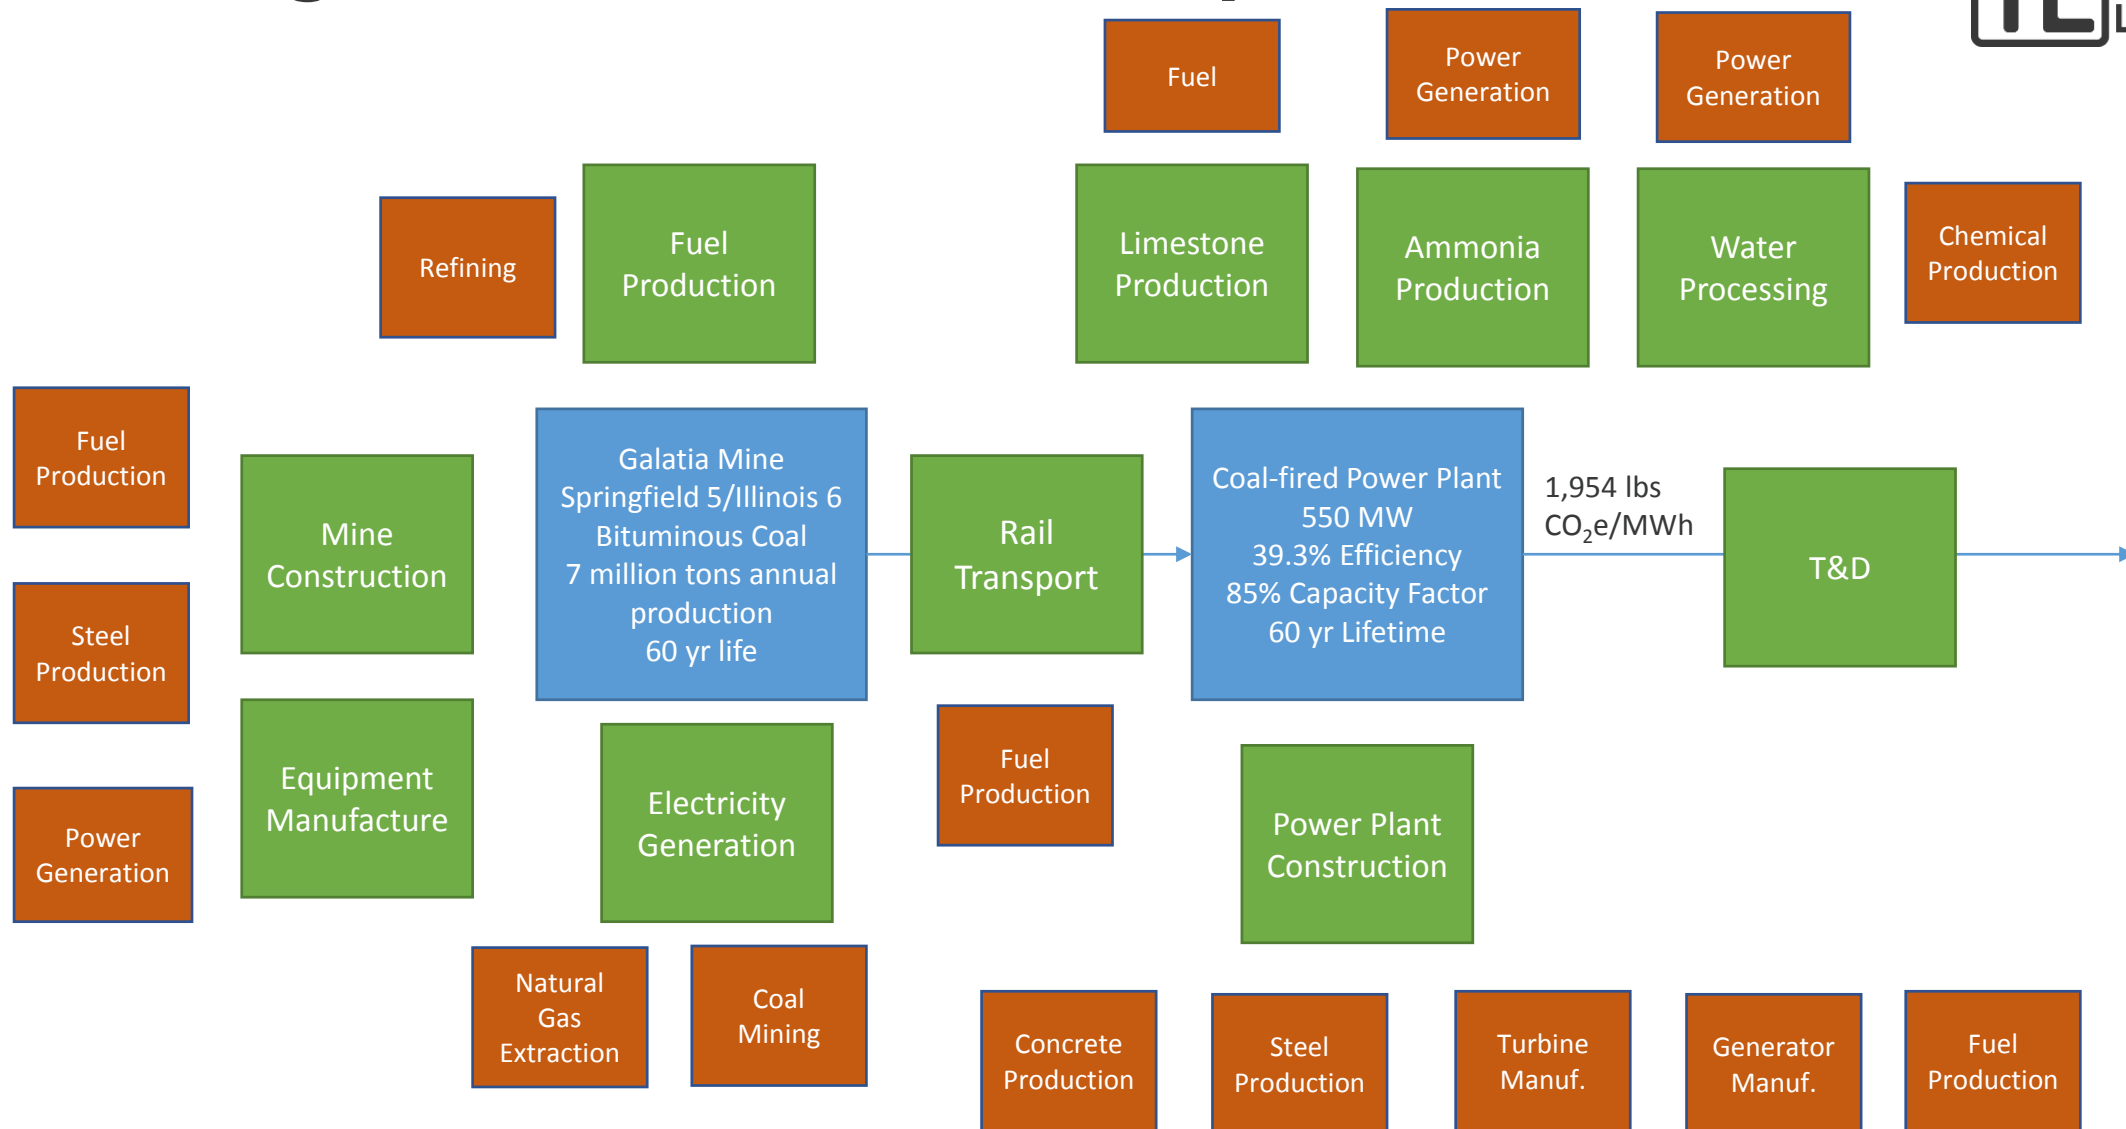 Fuel
Power
Generation
Power
Generation
Refining
Fuel
Production
Limestone
Production
Ammonia
Production
Water
Processing
Chemical
Production
Fuel
Production
Mine
Construction
Galatia Mine
Springfield 5/Illinois 6
Bituminous Coal
7 million tons annual
production
60 yr life
Rail
Transport
Coal-fired Power Plant
550 MW
39.3% Efficiency
85% Capacity Factor
60 yr Lifetime
1,954 lbs
CO₂e/MWh
T&D
Steel
Production
Equipment
Manufacture
Electricity
Generation
Fuel
Production
Power Plant
Construction
Power
Generation
Natural
Gas
Extraction
Coal
Mining
Concrete
Production
Steel
Production
Turbine
Manuf.
Generator
Manuf.
Fuel
Production